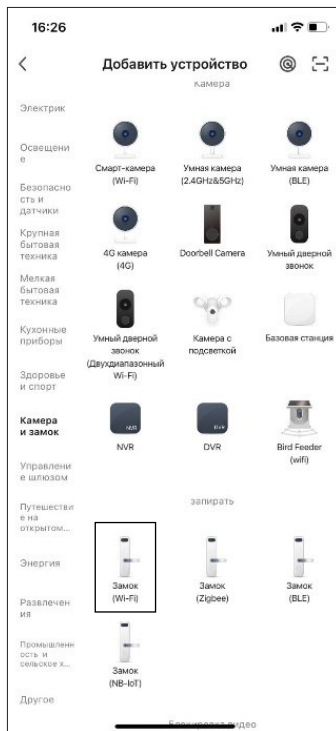 16:26
Добавить устройство
камера
Электрик
Освещени
е
Безопасно
сть и
датчики
Крупная
бытовая
техника
Мелкая
бытовая
техника
Кухонные
приборы
Здоровье
и спорт
Камера
и замок
Управлени
е шлюзом
Путешестви
е на
открытом...
Энергия
Развлечен
ия
Промышленн
ость и
сельское х...
Другое
Смарт-камера
(Wi-Fi)
Умная камера
(2.4GHz&5GHz)
Умная камера
(BLE)
4G камера
(4G)
Doorbell Camera
Умный дверной
звонок
Умный дверной
звонок
(Двухдиапазонный
Wi-Fi)
Камера с
подсветкой
Базовая станция
NVR
NVR
DVR
DVR
Bird Feeder
(wifi)
запирать
Замок
(Wi-Fi)
Замок
(Zigbee)
Замок
(BLE)
Замок
(NB-IoT)
Блокировка видео